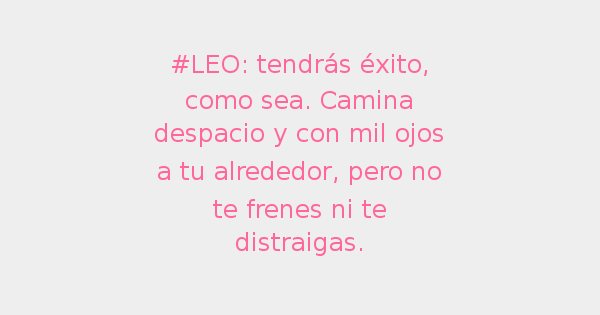 #LEO: tendrás éxito,
como sea. Camina
despacio y con mil ojos
a tu alrededor, pero no
te frenes ni te
distraigas.